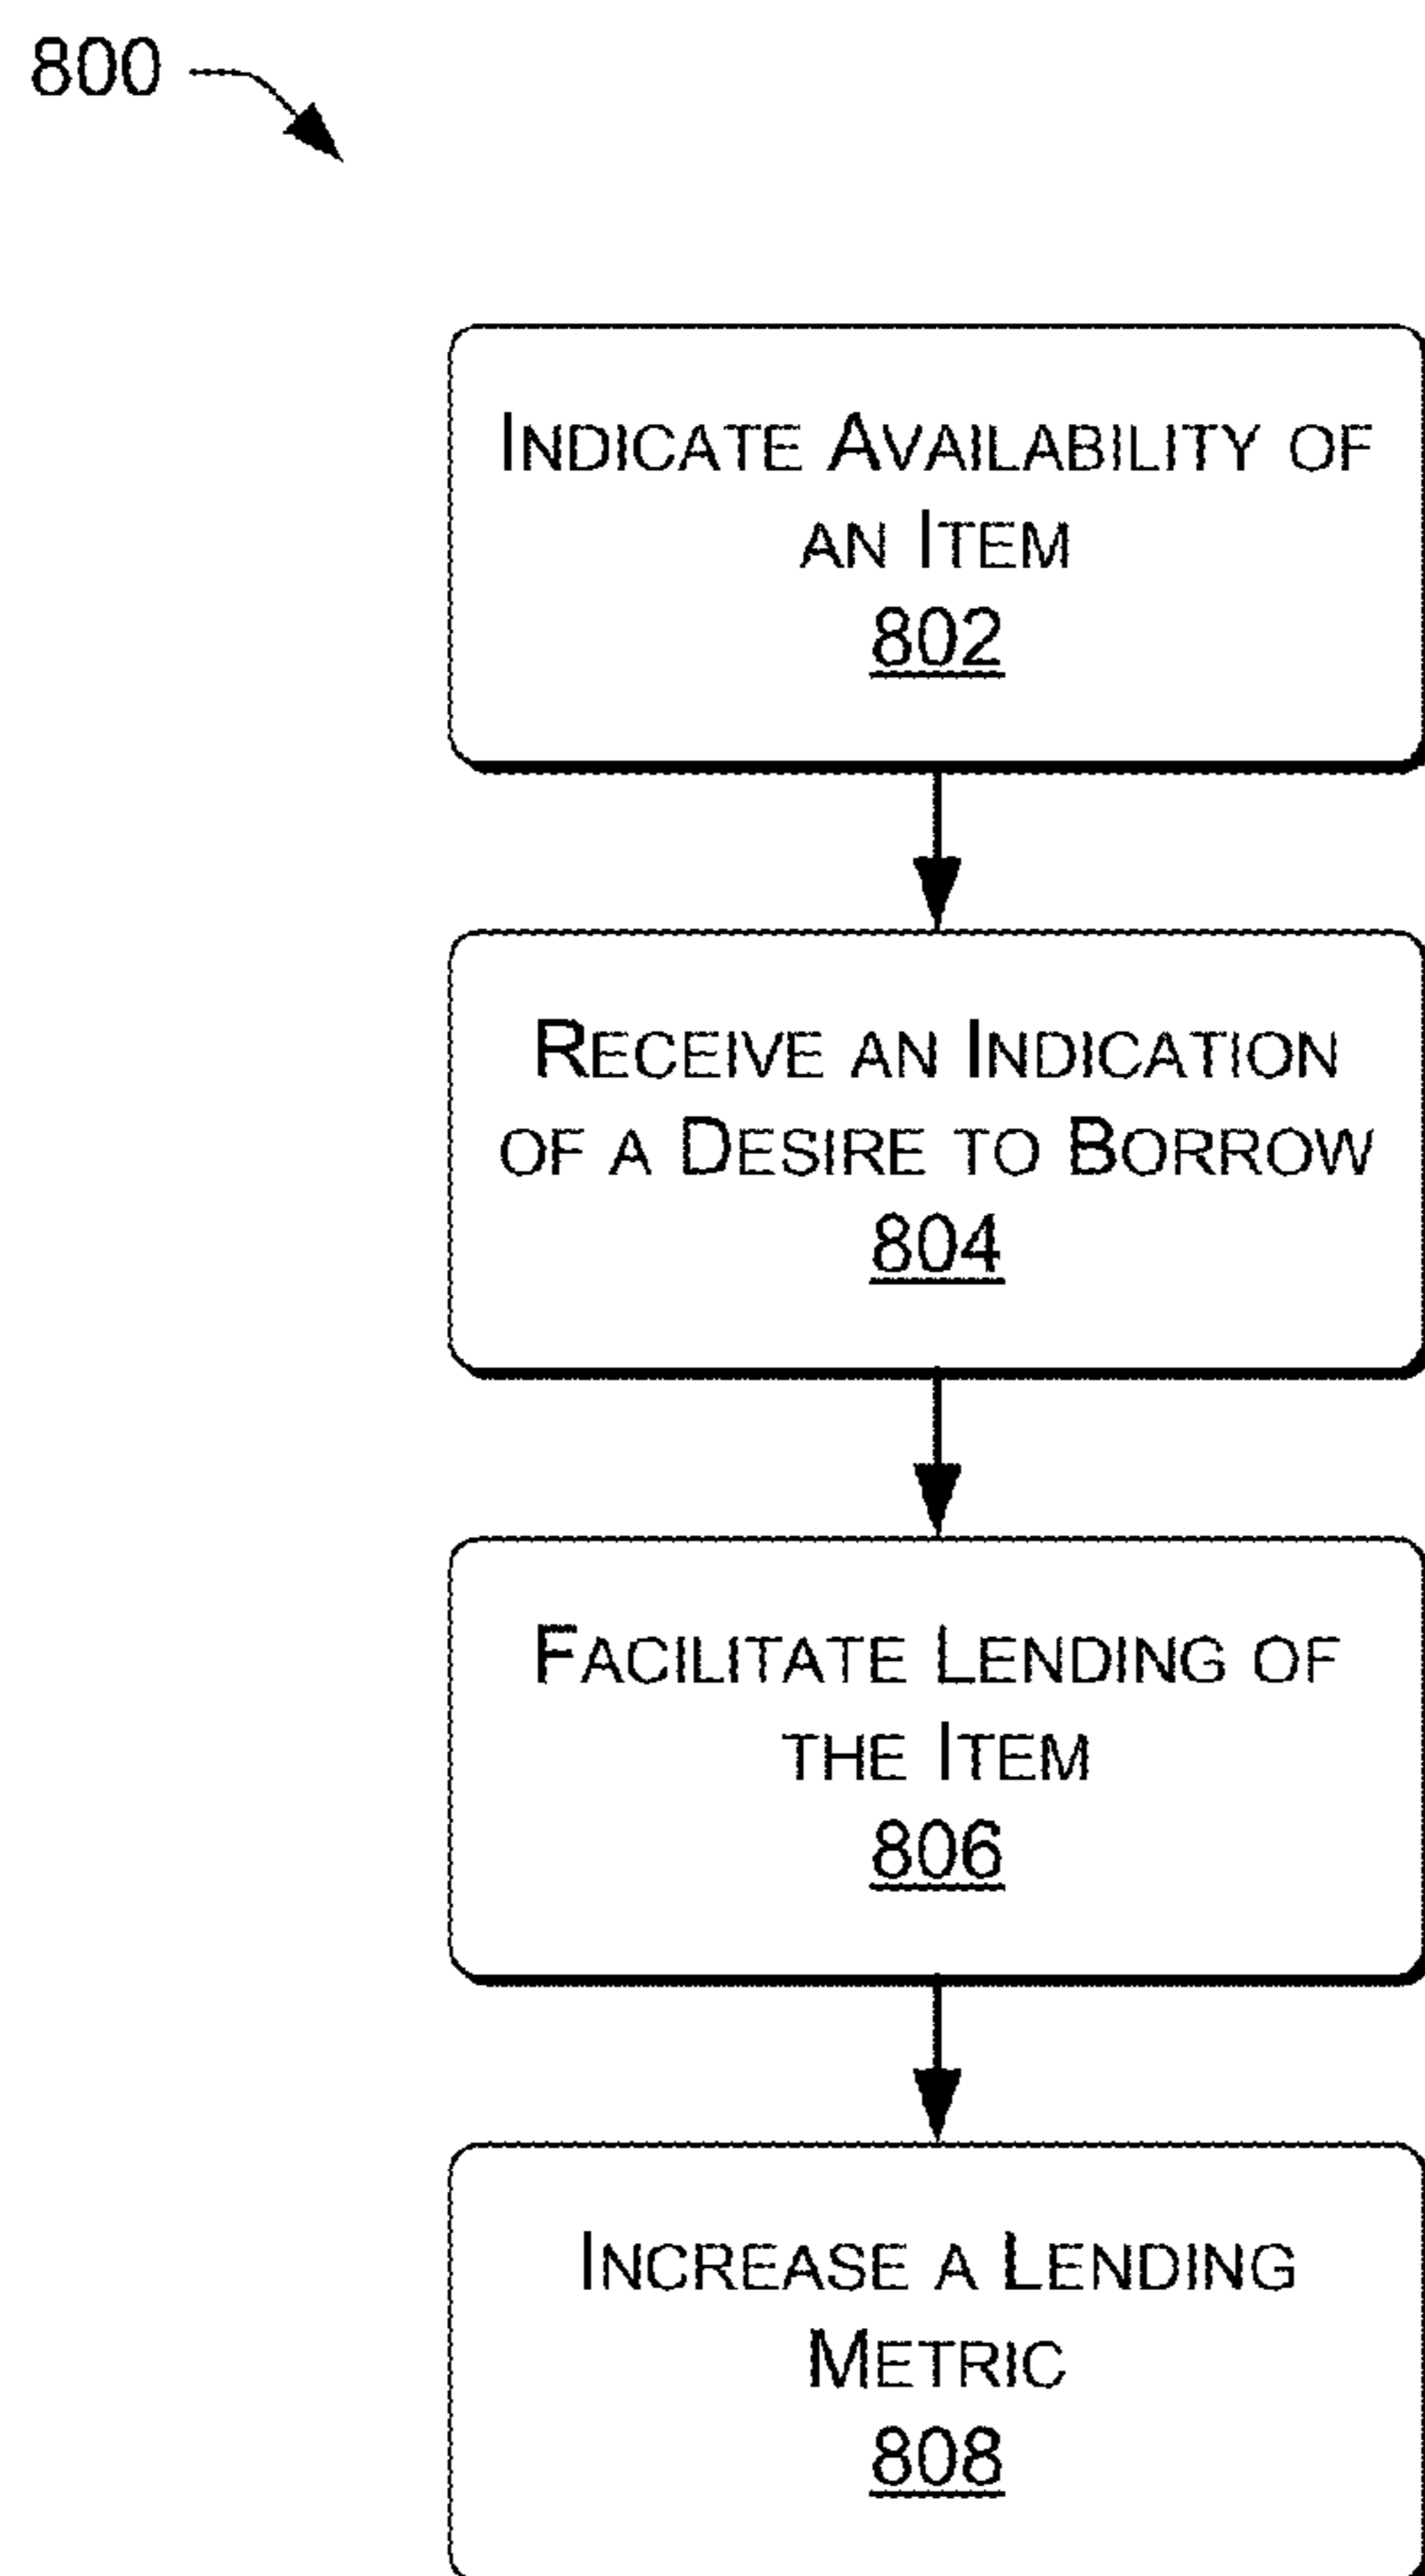 800
INDICATE AVAILABILITY OF
AN ITEM
802
RECEIVE AN INDICATION
OF A DESIRE TO BORROW
804
FACILITATE LENDING OF
THE ITEM
806
INCREASE A LENDING
METRIC
808